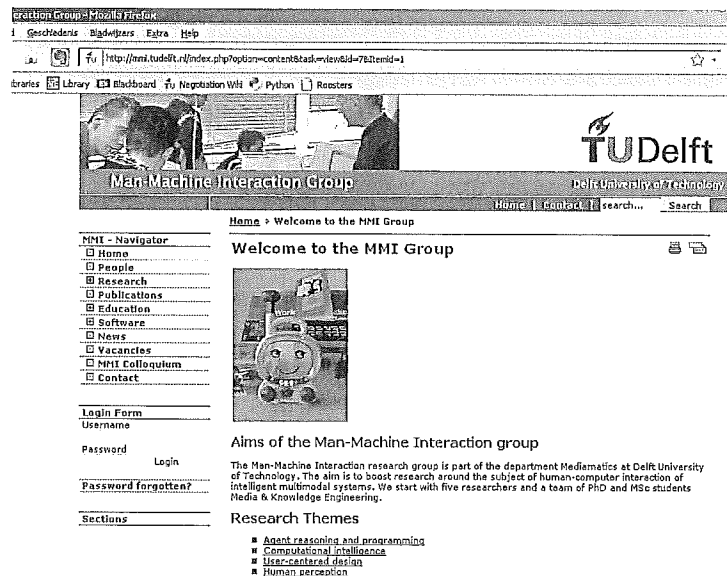 eraction Group - Mozilla Firefox
Geschiedenis Bladwijzers Extra Help
http://mmi.tudelft.nl/index.php?option=content&task=view&id=7&Itemid=1
braries Library Blackboard Negotiation Wiki Python Roosters
TUDelft
Man-Machine Interaction Group
Delft University of Technology
Home | Contact | search... Search
Home > Welcome to the MMI Group
MMI - Navigator
Home
People
Research
Publications
Education
Software
News
Vacancies
MMI Colloquium
Contact
Login Form
Username
Password
Login
Password forgotten?
Sections
Welcome to the MMI Group
Work
Aims of the Man-Machine Interaction group
The Man-Machine Interaction research group is part of the department Mediamatics at Delft University
of Technology. The aim is to boost research around the subject of human-computer interaction of
intelligent multimodal systems. We start with five researchers and a team of PhD and MSc students
Media & Knowledge Engineering.
Research Themes
Agent reasoning and programming
Computational intelligence
User-centered design
Human perception